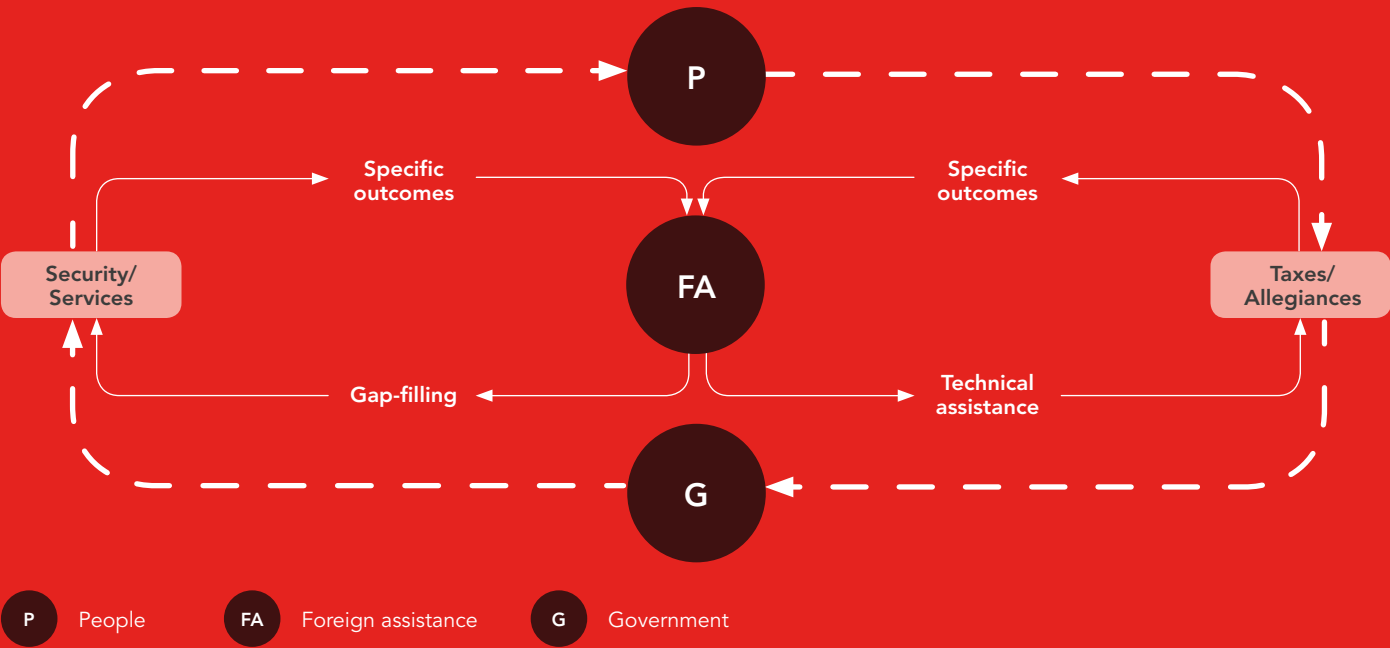 P
Specific
outcomes
Specific
outcomes
Security/
Services
FA
Taxes/
Allegiances
Gap-filling
Technical
assistance
G
P People
FA Foreign assistance
G Government